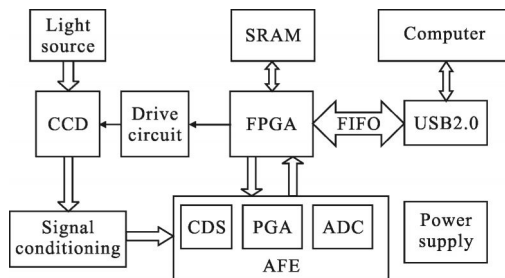 Light
source
SRAM
Computer
CCD
Drive
circuit
FPGA
FIFO
USB2.0
Signal
conditioning
CDS
PGA
ADC
AFE
Power
supply